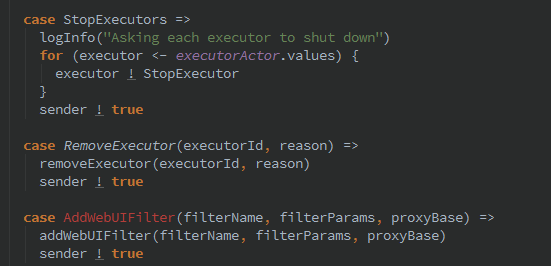 case StopExecutors =>
logInfo("Asking each executor to shut down")
for (executor <- executorActor.values) {
executor ! StopExecutor
}
sender ! true
case RemoveExecutor(executorId, reason) =>
removeExecutor(executorId, reason)
sender ! true
case AddWebUIFilter(filterName, filterParams, proxyBase) =>
addWebUIFilter(filterName, filterParams, proxyBase)
sender ! true